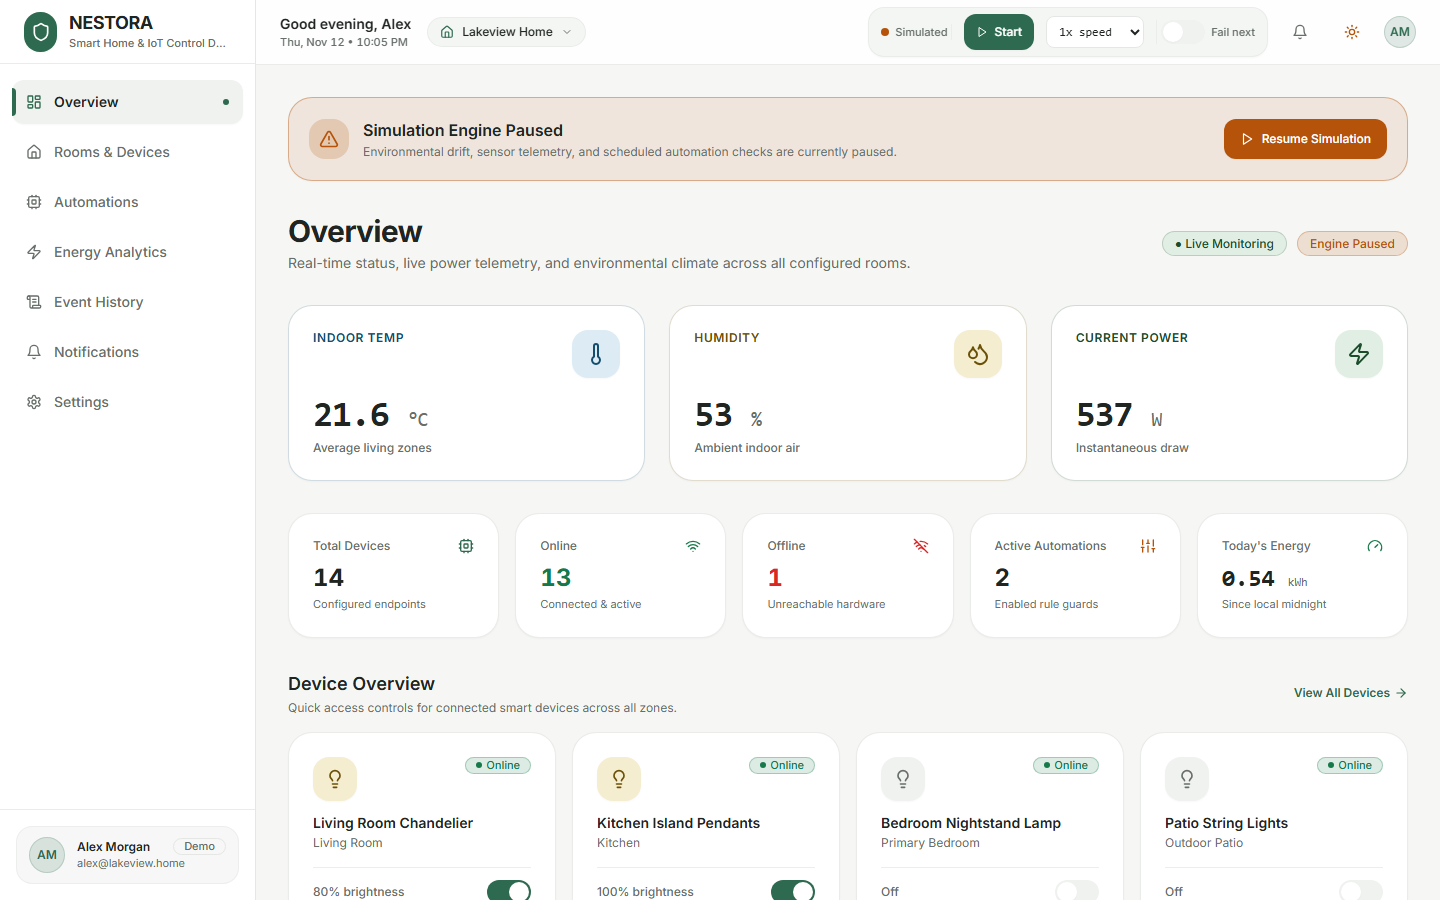 NESTORA
Smart Home & IoT Control D...
Overview
Rooms & Devices
Automations
Energy Analytics
Event History
Notifications
Settings
AM
Alex Morgan
Demo
alex@lakeview.home
Good evening, Alex
Thu, Nov 12 • 10:05 PM
Lakeview Home
Simulated
Start
1x speed
Fail next
AM
Simulation Engine Paused
Environmental drift, sensor telemetry, and scheduled automation checks are currently paused.
Resume Simulation
Overview
Real-time status, live power telemetry, and environmental climate across all configured rooms.
● Live Monitoring
Engine Paused
INDOOR TEMP
21.6 °C
Average living zones
HUMIDITY
53 %
Ambient indoor air
CURRENT POWER
537 W
Instantaneous draw
Total Devices
14
Configured endpoints
Online
13
Connected & active
Offline
1
Unreachable hardware
Active Automations
2
Enabled rule guards
Today's Energy
0.54 kWh
Since local midnight
Device Overview
Quick access controls for connected smart devices across all zones.
View All Devices →
Online
Living Room Chandelier
Living Room
80% brightness
Online
Kitchen Island Pendants
Kitchen
100% brightness
Online
Bedroom Nightstand Lamp
Primary Bedroom
Off
Online
Patio String Lights
Outdoor Patio
Off